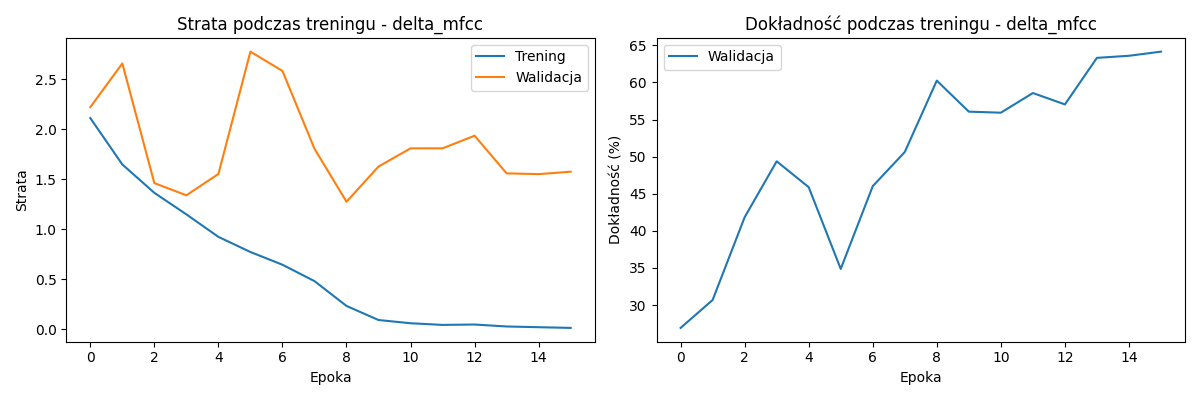 Strata podczas treningu - delta_mfcc
Trening
Walidacja
2.5
2.0
1.5
1.0
0.5
0.0
Strata
0 2 4 6 8 10 12 14
Epoka
Dokładność podczas treningu - delta_mfcc
Walidacja
65
60
55
50
45
40
35
30
Dokładność (%)
0 2 4 6 8 10 12 14
Epoka